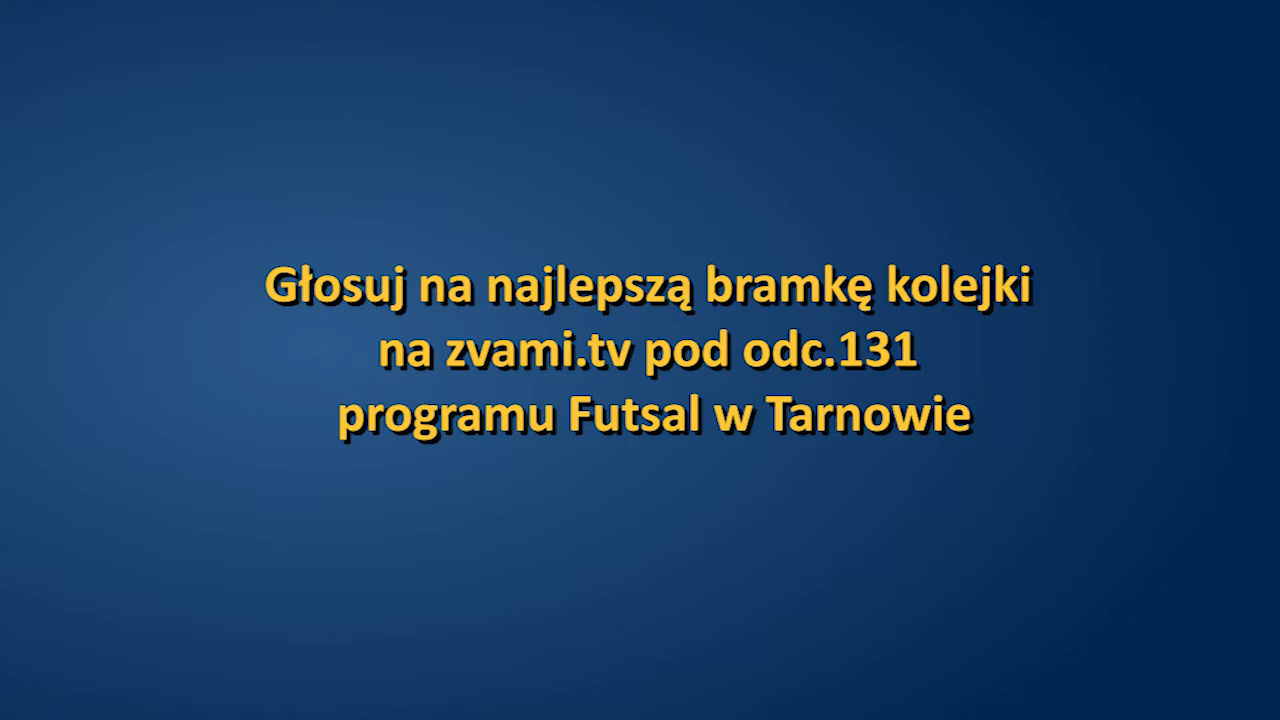 Głosuj na najlepszą bramkę kolejki
na zvami.tv pod odc.131
programu Futsal w Tarnowie